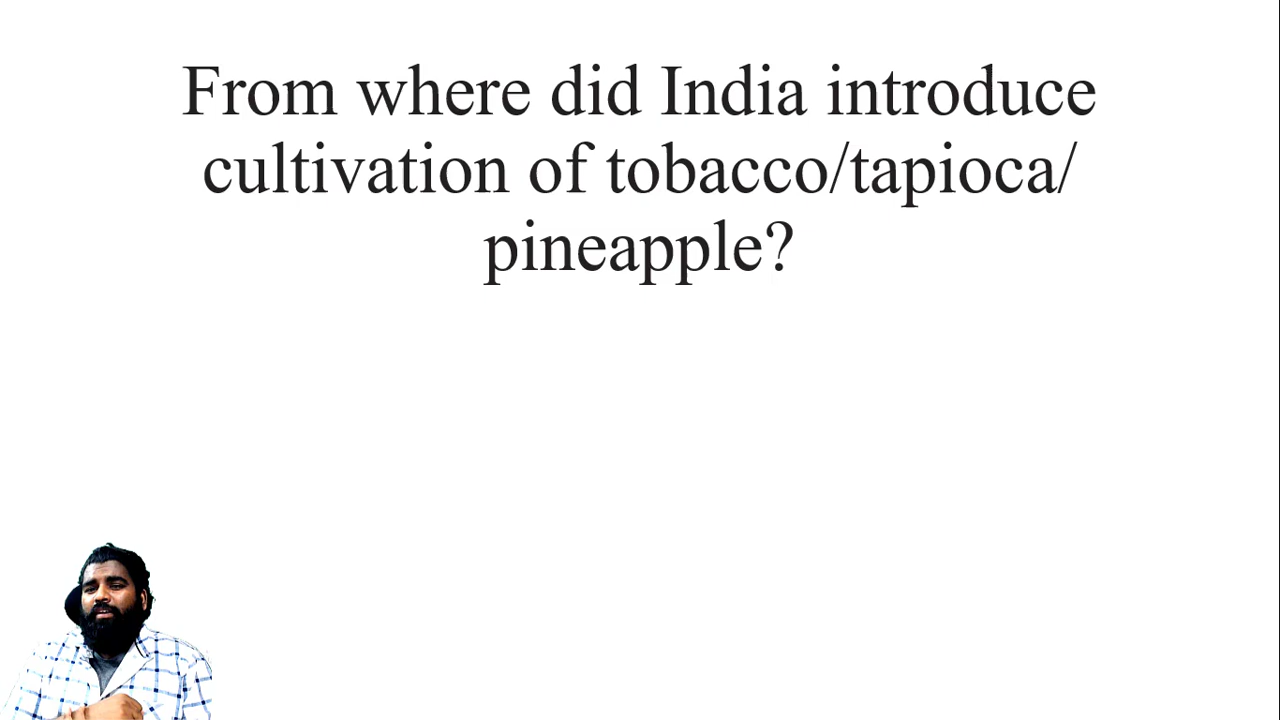 From where did India introduce
cultivation of tobacco/tapioca/
pineapple?